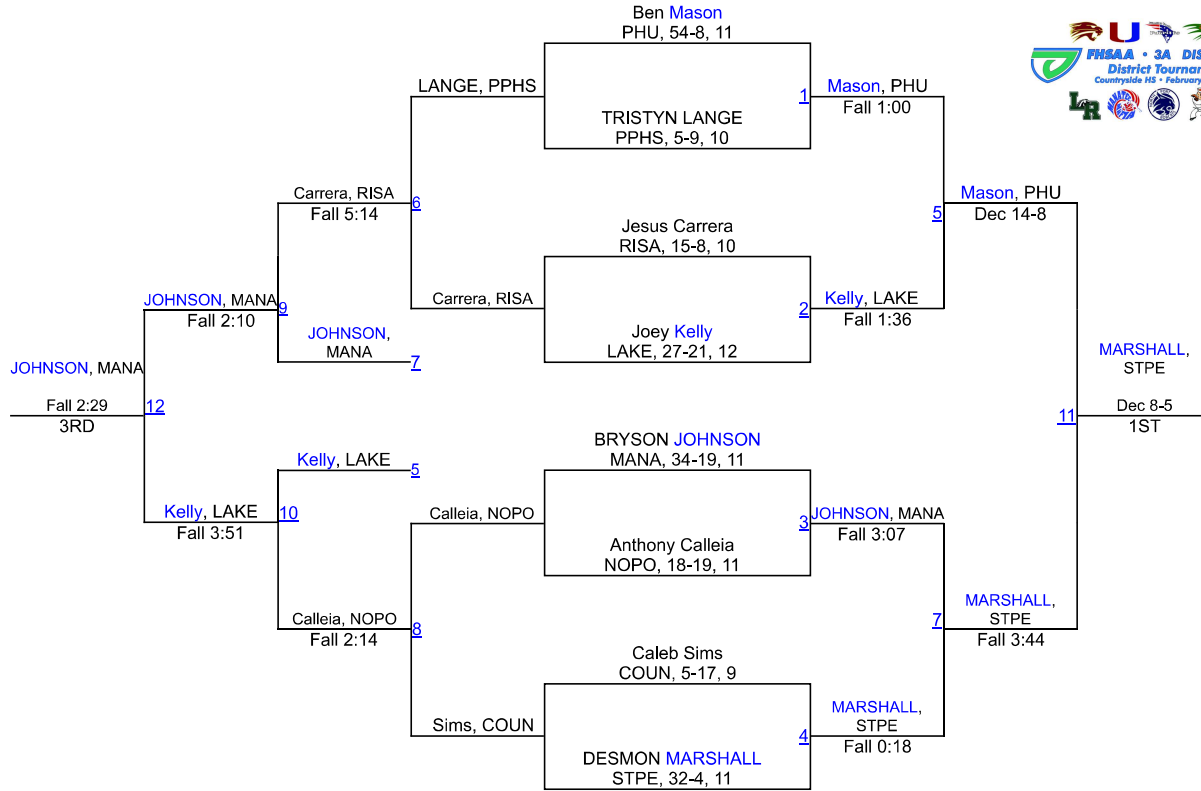 Ben Mason
PHU, 54-8, 11
FHSAA • 3A DIS
District Tournam
Countryside HS • February
LR
LANGE, PPHS
1
Mason, PHU
Fall 1:00
TRISTYN LANGE
PPHS, 5-9, 10
Carrera, RISA
Fall 5:14
6
Mason, PHU
Dec 14-8
5
Jesus Carrera
RISA, 15-8, 10
Carrera, RISA
2
Kelly, LAKE
Fall 1:36
JOHNSON, MANA
Fall 2:10
9
JOHNSON,
MANA
7
Joey Kelly
LAKE, 27-21, 12
JOHNSON, MANA
Fall 2:29
3RD
12
MARSHALL,
STPE
Dec 8-5
1ST
11
Kelly, LAKE
5
BRYSON JOHNSON
MANA, 34-19, 11
Kelly, LAKE
Fall 3:51
10
Calleia, NOPO
3
JOHNSON, MANA
Fall 3:07
Anthony Calleia
NOPO, 18-19, 11
Calleia, NOPO
Fall 2:14
8
7
MARSHALL,
STPE
Fall 3:44
Caleb Sims
COUN, 5-17, 9
Sims, COUN
4
MARSHALL,
STPE
Fall 0:18
DESMON MARSHALL
STPE, 32-4, 11